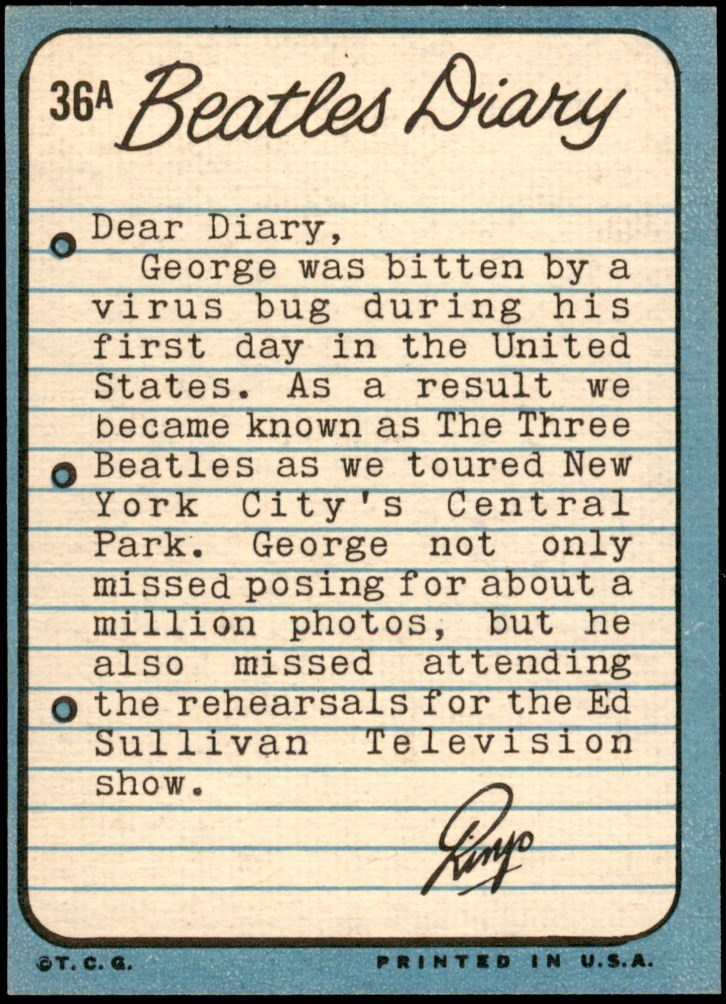 36A Beatles Diary
Dear Diary,
George was bitten by a
virus bug during his
first day in the United
States. As a result we
became known as The Three
Beatles as we toured New
York City's Central
Park. George not only
missed posing for about a
million photos, but he
also missed attending
the rehearsals for the Ed
Sullivan Television
show.
Ringo
©T.C.G. PRINTED IN U.S.A.